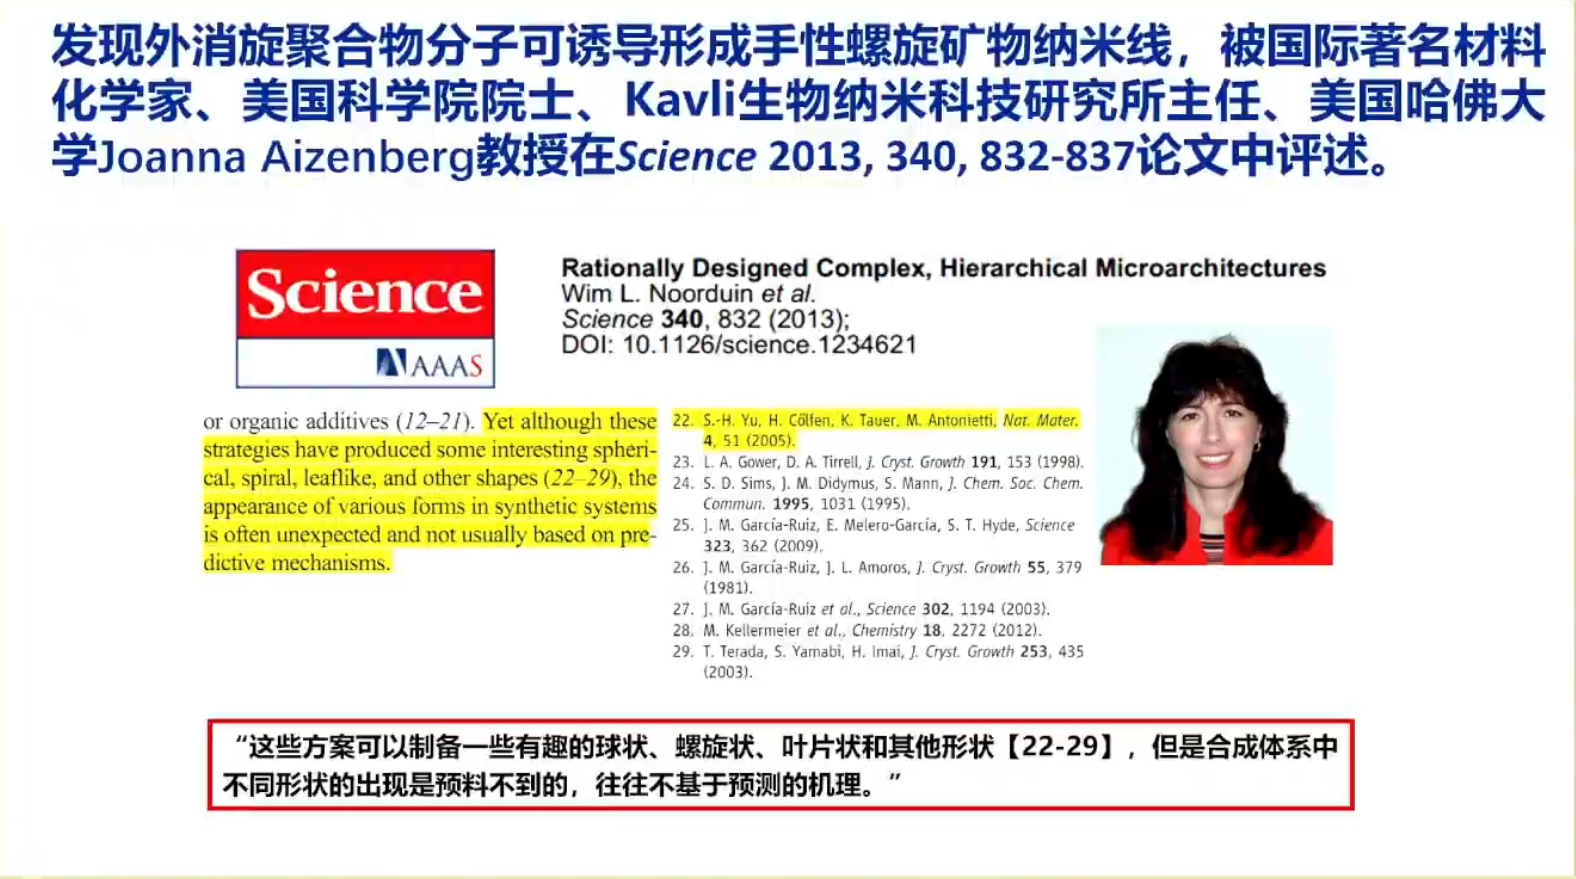 发现外消旋聚合物分子可诱导形成手性螺旋矿物纳米线，被国际著名材料
化学家、美国科学院院士、Kavli生物纳米科技研究所主任、美国哈佛大
学Joanna Aizenberg教授在Science 2013, 340, 832-837论文中评述。
Science
AAAS
Rationally Designed Complex, Hierarchical Microarchitectures
Wim L. Noorduin et al.
Science 340, 832 (2013);
DOI: 10.1126/science.1234621
or organic additives (12–21). Yet although these
strategies have produced some interesting spheri-
cal, spiral, leaflike, and other shapes (22–29), the
appearance of various forms in synthetic systems
is often unexpected and not usually based on pre-
dictive mechanisms.
22. S.-H. Yu, H. Cölfen, K. Tauer, M. Antonietti, Nat. Mater.
4, 51 (2005).
23. L. A. Gower, D. A. Tirrell, J. Cryst. Growth 191, 153 (1998).
24. S. D. Sims, J. M. Didymus, S. Mann, J. Chem. Soc. Chem.
Commun. 1995, 1031 (1995).
25. J. M. García-Ruiz, E. Melero-García, S. T. Hyde, Science
323, 362 (2009).
26. J. M. García-Ruiz, J. L. Amoros, J. Cryst. Growth 55, 379
(1981).
27. J. M. García-Ruiz et al., Science 302, 1194 (2003).
28. M. Kellermeier et al., Chemistry 18, 2272 (2012).
29. T. Terada, S. Yamabi, H. Imai, J. Cryst. Growth 253, 435
(2003).
“这些方案可以制备一些有趣的球状、螺旋状、叶片状和其他形状【22-29】，但是合成体系中
不同形状的出现是预料不到的，往往不基于预测的机理。”